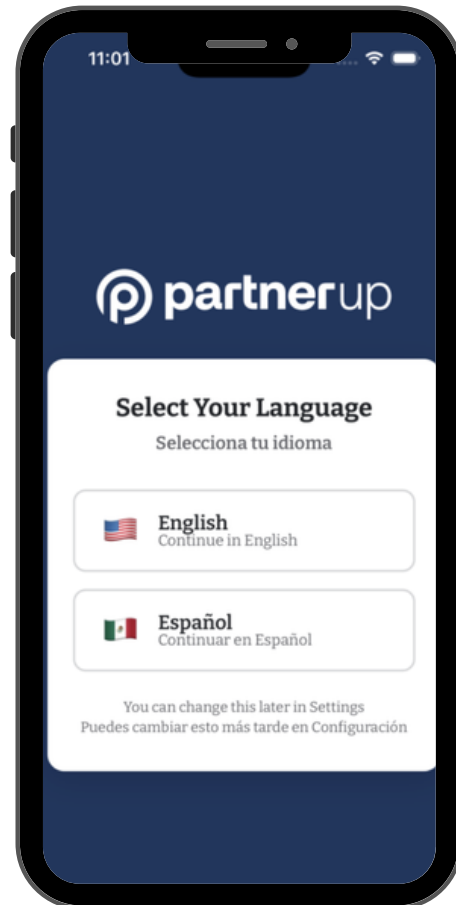 11:01
partnerup
Select Your Language
Selecciona tu idioma
English
Continue in English
Español
Continuar en Español
You can change this later in Settings
Puedes cambiar esto más tarde en Configuración